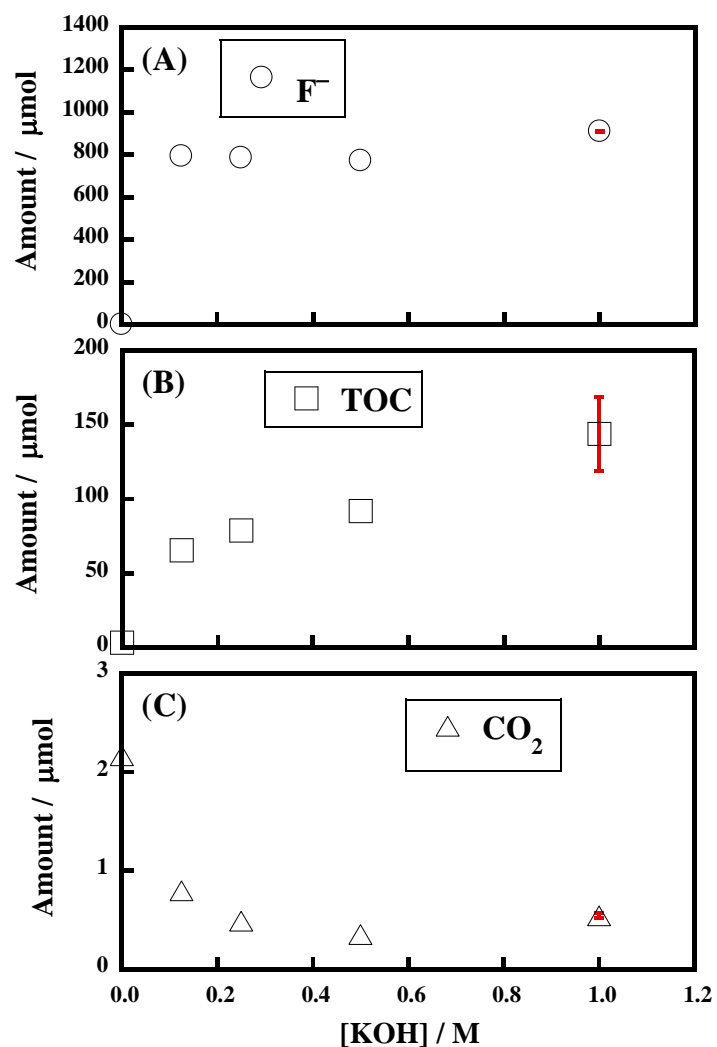 (A)
F⁻
Amount / μmol
1400
1200
1000
800
600
400
200
0
(B)
TOC
Amount / μmol
200
150
100
50
0
(C)
CO₂
Amount / μmol
3
2
1
0
0.0 0.2 0.4 0.6 0.8 1.0 1.2
[KOH] / M